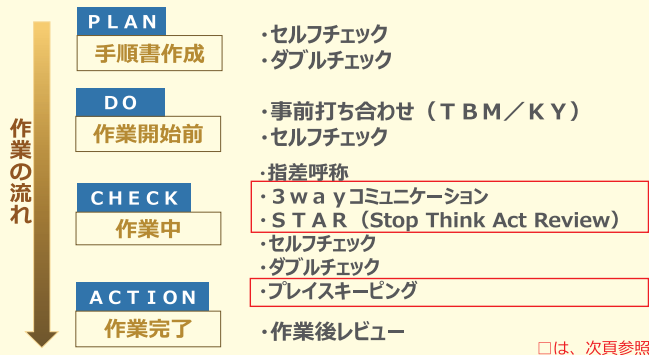 作業の流れ
PLAN
手順書作成
・セルフチェック
・ダブルチェック
DO
作業開始前
・事前打ち合わせ（TBM／KY）
・セルフチェック
CHECK
作業中
・指差呼称
・3wayコミュニケーション
・STAR（Stop Think Act Review）
・セルフチェック
・ダブルチェック
・プレイスキーピング
ACTION
作業完了
・作業後レビュー
□は、次頁参照